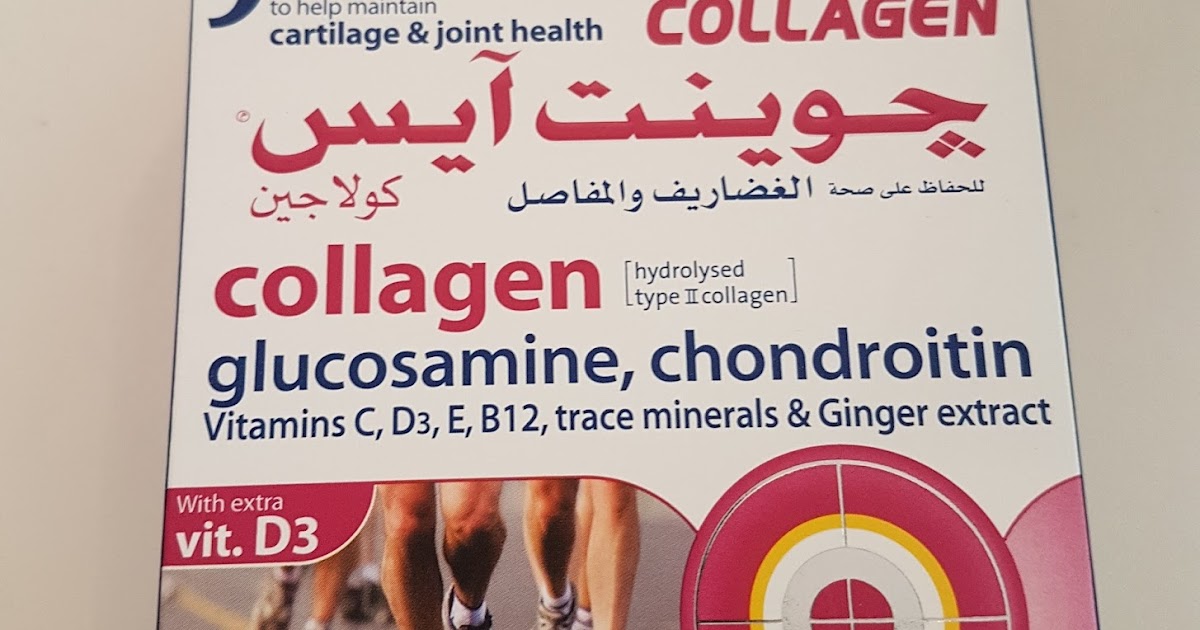 to help maintain
cartilage & joint health
COLLAGEN
چوينت آيس
للحفاظ على صحة الغضاريف والمفاصل
كولاجين
collagen
[hydrolysed
type II collagen]
glucosamine, chondroitin
Vitamins C, D3, E, B12, trace minerals & Ginger extract
With extra
vit. D3